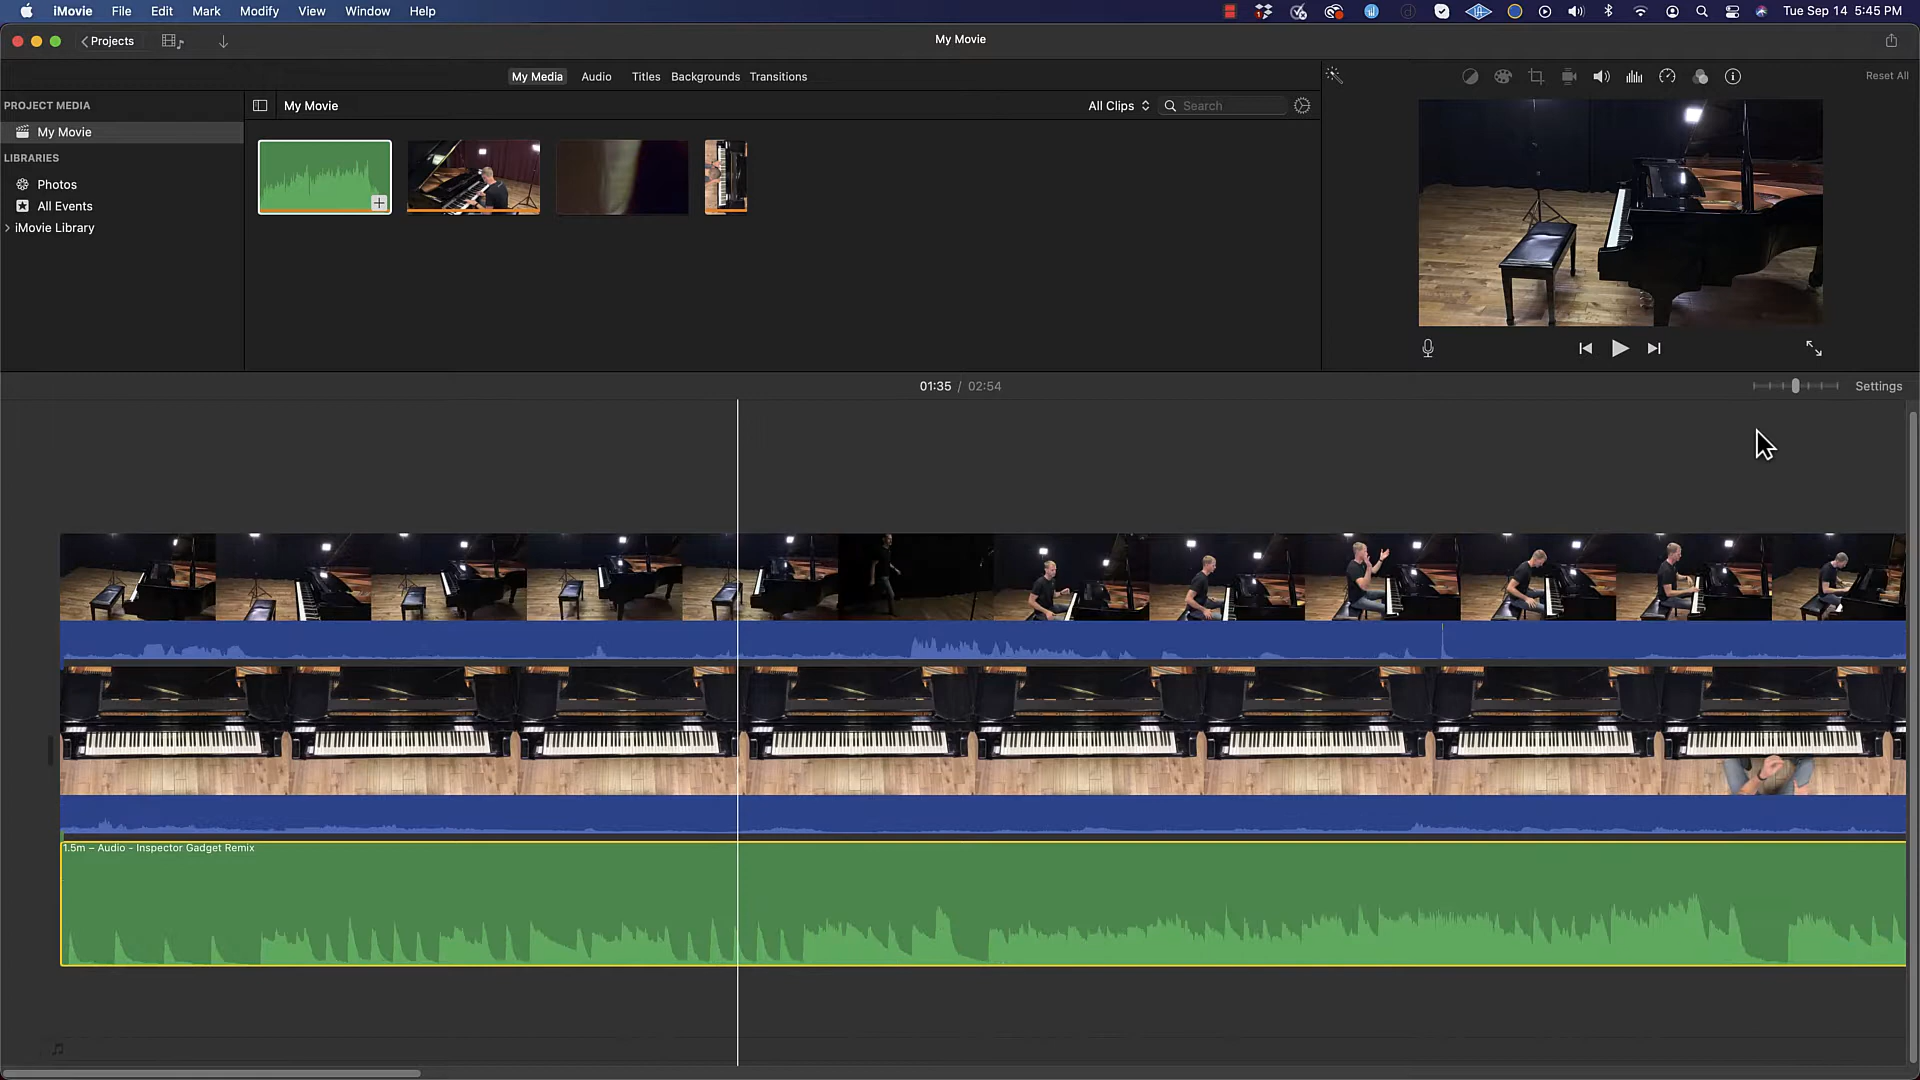 iMovie File Edit Mark Modify View Window Help
Tue Sep 14 5:45 PM
Projects
My Movie
My Media Audio Titles Backgrounds Transitions
Reset All
PROJECT MEDIA
My Movie
LIBRARIES
Photos
All Events
iMovie Library
My Movie
All Clips
Search
01:35 / 02:54
Settings
1.5m – Audio - Inspector Gadget Remix